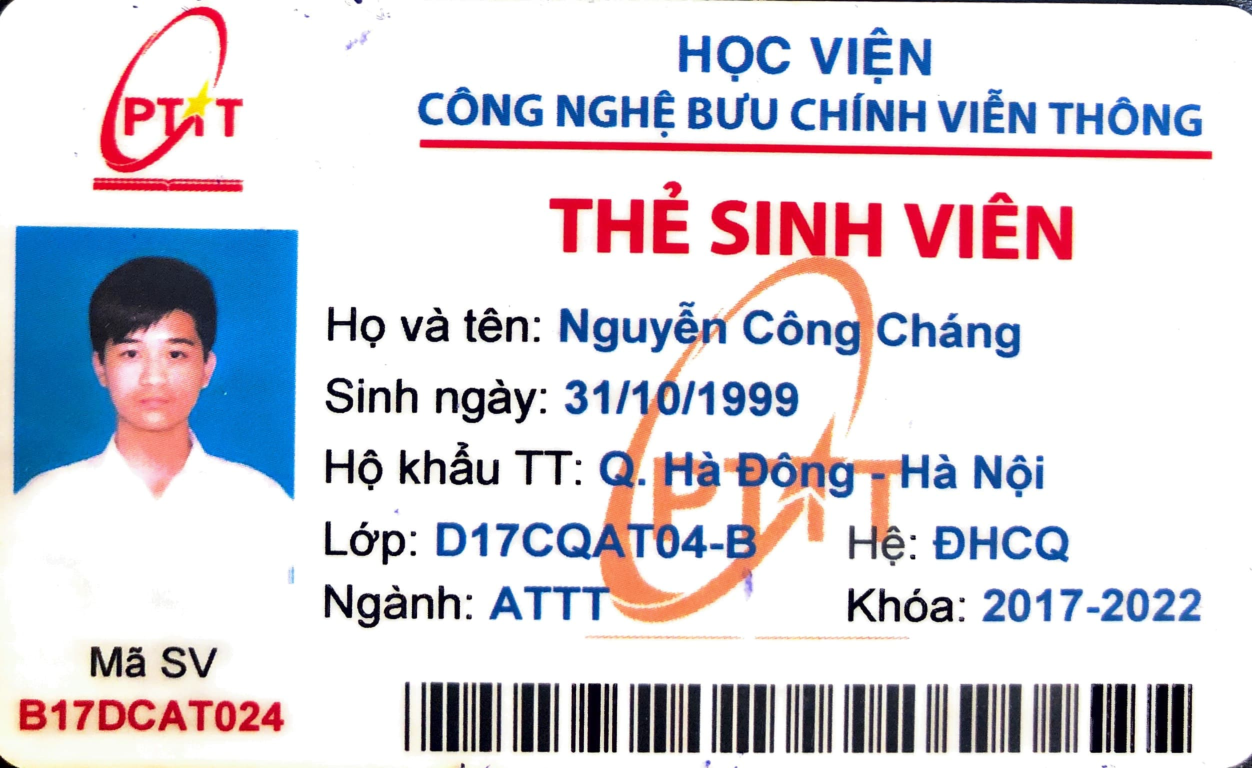 PTIT
HỌC VIỆN
CÔNG NGHỆ BƯU CHÍNH VIỄN THÔNG
THẺ SINH VIÊN
Họ và tên: Nguyễn Công Cháng
Sinh ngày: 31/10/1999
Hộ khẩu TT: Q. Hà Đông - Hà Nội
PTIT
Lớp: D17CQAT04-B Hệ: ĐHCQ
Ngành: ATTT Khóa: 2017-2022
Mã SV
B17DCAT024